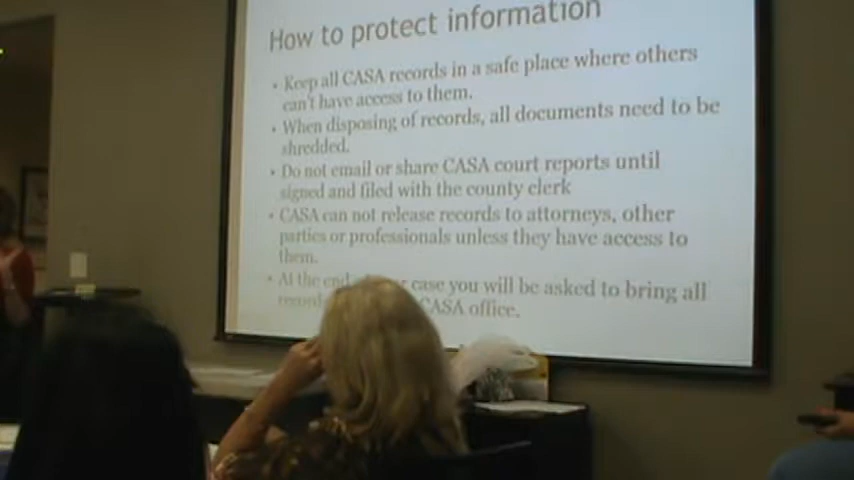 How to protect information
• Keep all CASA records in a safe place where others
can't have access to them.
• When disposing of records, all documents need to be
shredded.
• Do not email or share CASA court reports until
signed and filed with the county clerk
• CASA can not release records to attorneys, other
parties or professionals unless they have access to
them.
• At the end case you will be asked to bring all
CASA office.